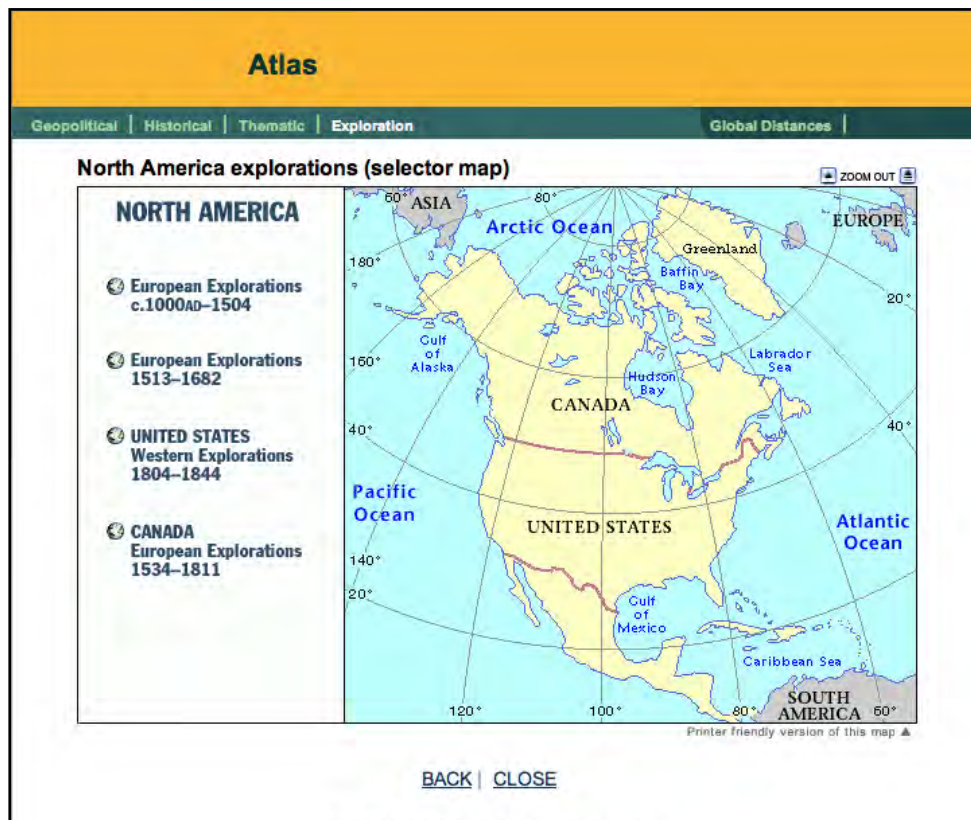 Atlas
Geopolitical | Historical | Thematic | Exploration
Global Distances |
North America explorations (selector map)
ZOOM OUT
NORTH AMERICA
European Explorations
c.1000AD–1504
European Explorations
1513–1682
UNITED STATES
Western Explorations
1804–1844
CANADA
European Explorations
1534–1811
60°
ASIA
80°
Arctic Ocean
Greenland
EUROPE
180°
Baffin
Bay
20°
Gulf
of
Alaska
160°
Labrador
Sea
Hudson
Bay
CANADA
40°
40°
Pacific
Ocean
UNITED STATES
Atlantic
Ocean
140°
20°
Gulf
of
Mexico
Caribbean Sea
SOUTH
AMERICA
120°
100°
80°
60°
Printer friendly version of this map ▲
BACK | CLOSE